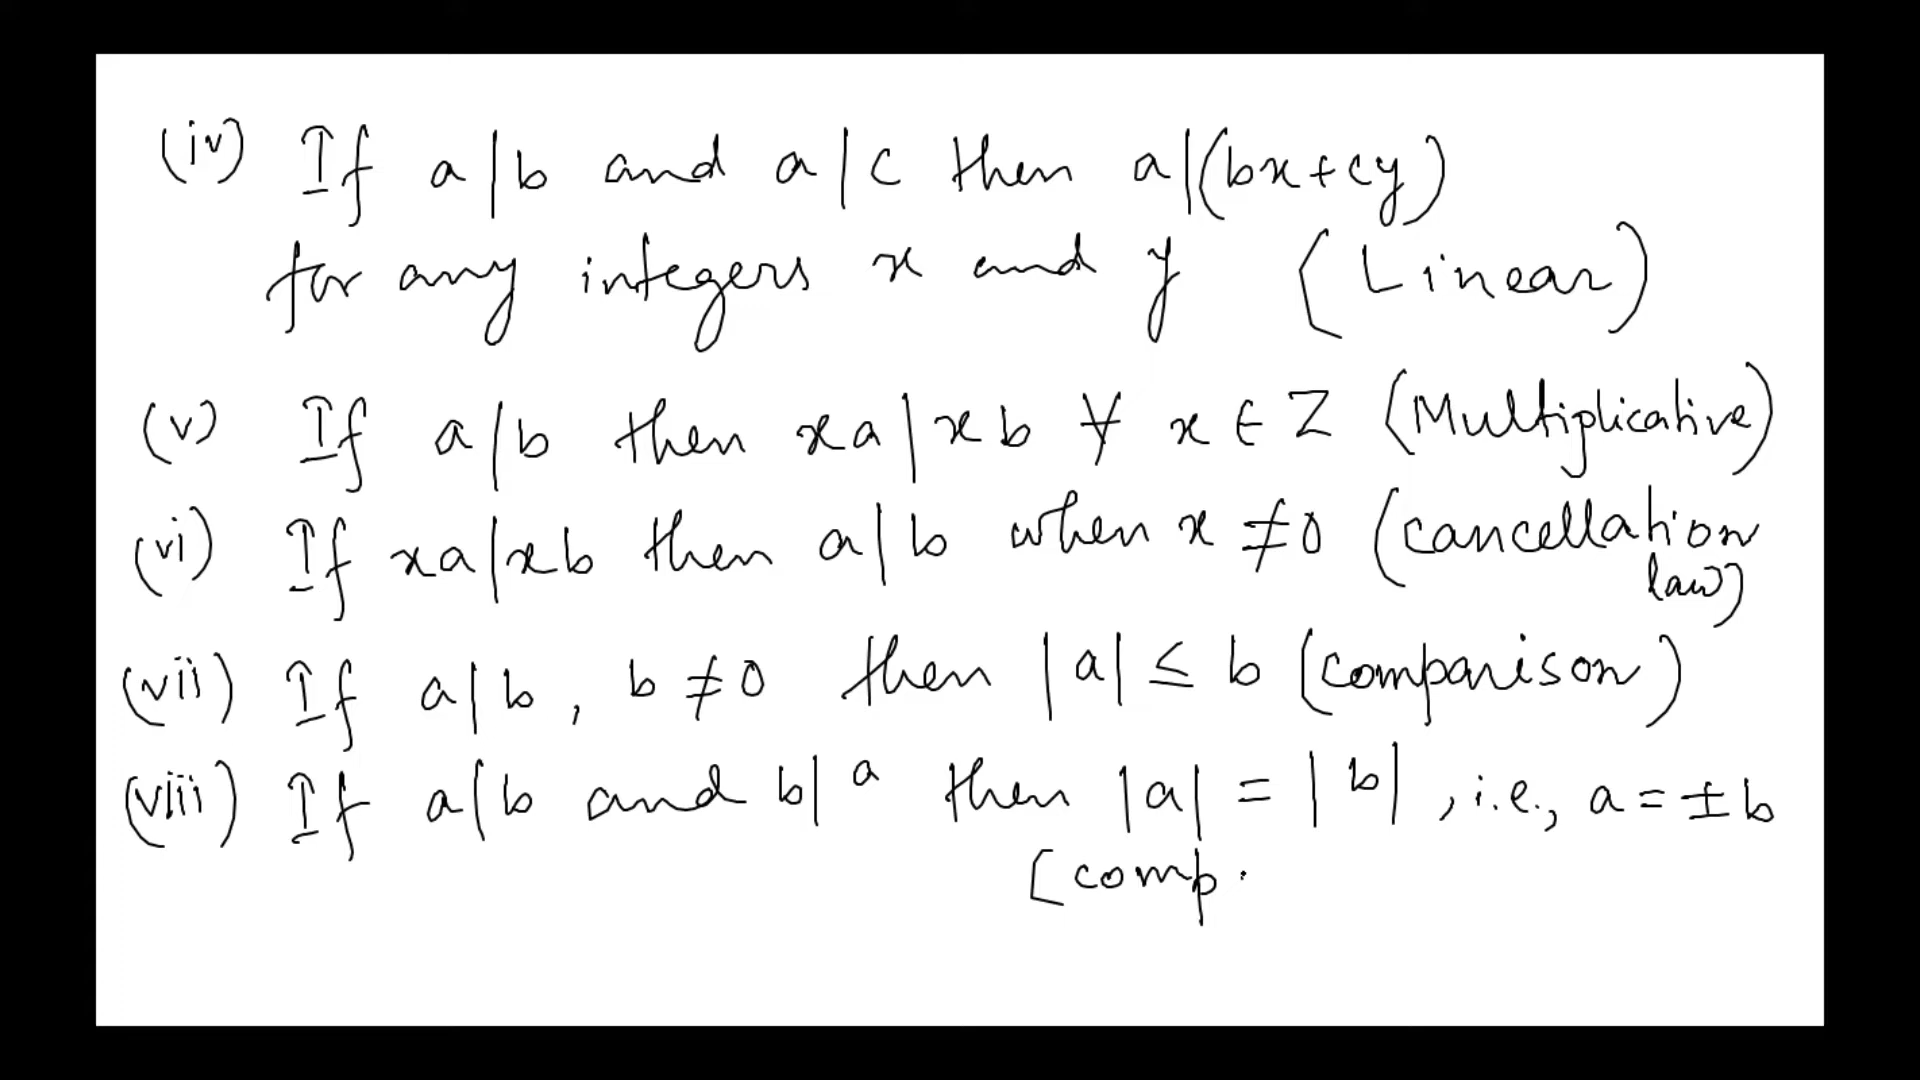 (iv) If a|b and a|c then a|(bx+cy)
for any integers x and y (Linear)
(v) If a|b then xa|xb ∀ x ∈ Z (Multiplicative)
(vi) If xa|xb then a|b when x ≠ 0 (cancellation
law)
(vii) If a|b, b ≠ 0 then |a| ≤ b (comparison)
(viii) If a|b and b|a then |a| = |b|, i.e., a = ± b
[comp.